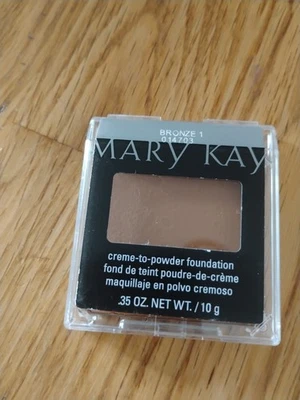 BRONZE 1
014703
MARY KAY
creme-to-powder foundation
fond de teint poudre-de-crème
maquillaje en polvo cremoso
.35 OZ. NET WT. / 10 g